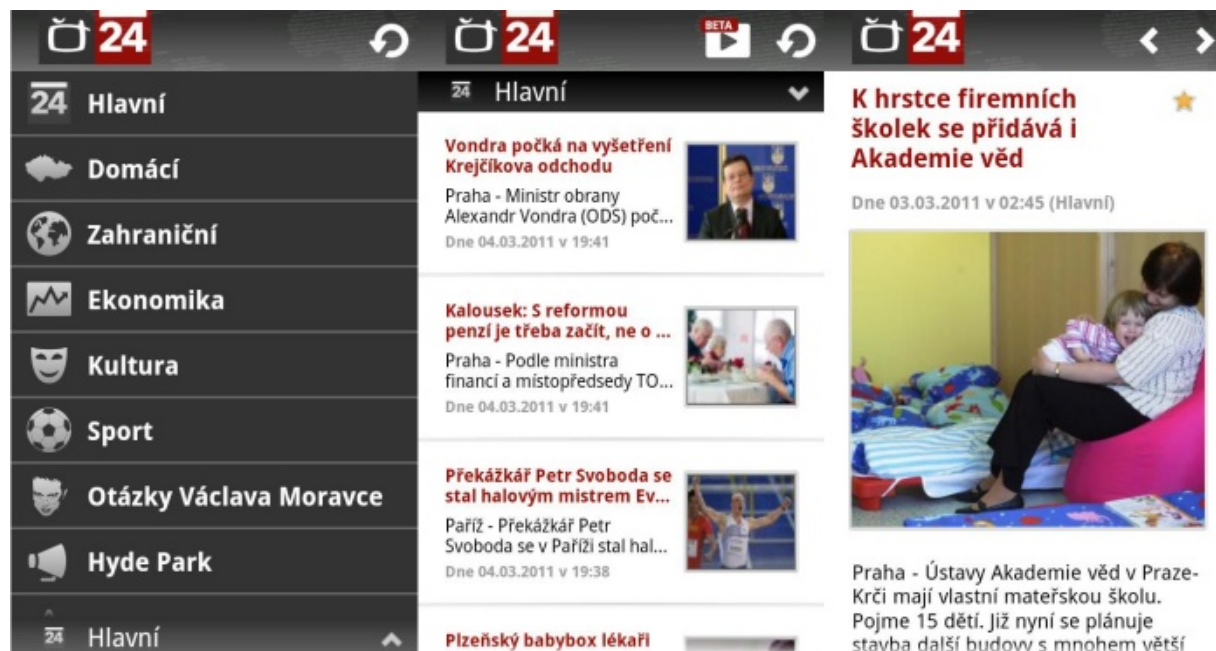 ČT 24
24 Hlavní
Domácí
Zahraniční
Ekonomika
Kultura
Sport
Otázky Václava Moravce
Hyde Park
24 Hlavní
ČT 24
BETA
24 Hlavní
Vondra počká na vyšetření
Krejčíkova odchodu
Praha - Ministr obrany
Alexandr Vondra (ODS) poč...
Dne 04.03.2011 v 19:41
Kalousek: S reformou
penzí je třeba začít, ne o ...
Praha - Podle ministra
financí a místopředsedy TO...
Dne 04.03.2011 v 19:41
Překážkář Petr Svoboda se
stal halovým mistrem Ev...
Paříž - Překážkář Petr
Svoboda se v Paříži stal hal...
Dne 04.03.2011 v 19:38
Plzeňský babybox lékaři
ČT 24
K hrstce firemních
školek se přidává i
Akademie věd
Dne 03.03.2011 v 02:45 (Hlavní)
Praha - Ústavy Akademie věd v Praze-
Krči mají vlastní mateřskou školu.
Pojme 15 dětí. Již nyní se plánuje
stavba další budovy s mnohem větší